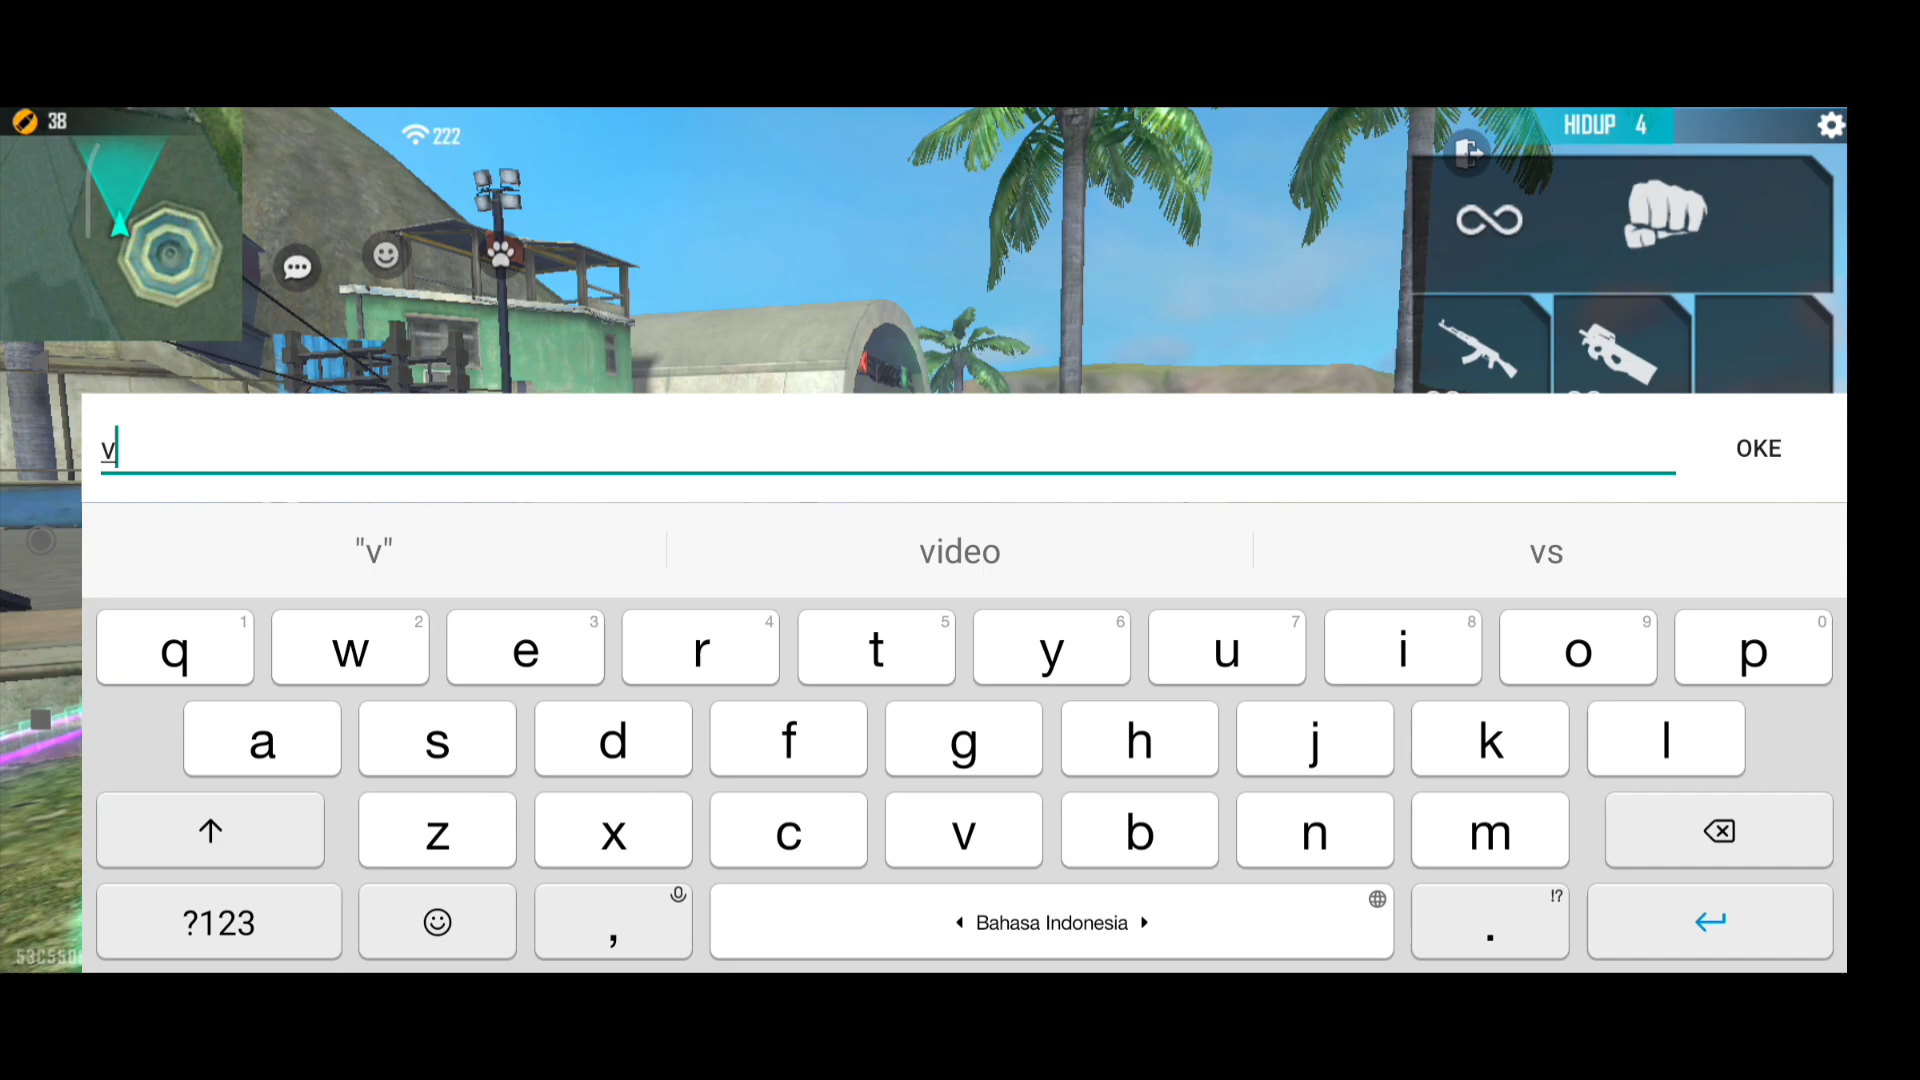 38
222
HIDUP 4
v
OKE
"v" video vs
1 2 3 4 5 6 7 8 9 0
q w e r t y u i o p
a s d f g h j k l
z x c v b n m
!?
?123 , Bahasa Indonesia .